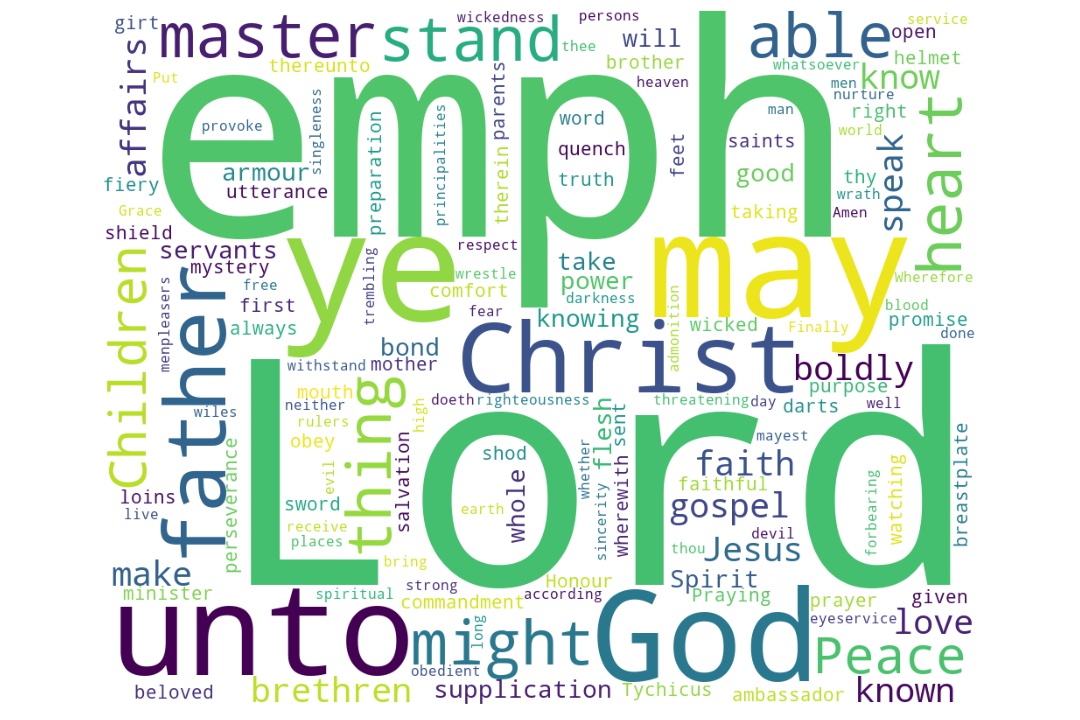 girt
master
stand
wickedness
persons
thee
will
able
open
service
thereunto
brother
heaven
whatsoever
men
know
helmet
affairs
Put
emph
provoke
singleness
preparation
principalities
parents
therein
word
quench
truth
feet
man
saints
good
taking
nurture
right
world
speak
heart
armour
utterance
fiery
thy
wrath
Grace
Amen
shield
servants
mystery
free
first
always
ye
trembling
respect
wrestle
comfort
fear
take
power
darkness
knowing
may
admonition
wicked
Finally
Wherefore
blood
promise
done
Children
menpleasers
father
bond
withstand
mother
Christ
boldly
purpose
mouth
neither
rulers
obey
wiles
thing
high
doeth
righteousness
threatening
day
darts
well
mayest
Lord
loins
live
perseverance
sword
evil
receive
places
salvation
shod
whole
earth
whether
flesh
sent
sincerity
wherewith
faith
faithful
gospel
devil
thou
Jesus
forbearing
watching
breastplate
bring
make
minister
spiritual
strong
commandment
according
Honour
Spirit
Praying
prayer
given
unto
might
long
obedient
God
eyeservice
love
Peace
beloved
brethren
supplication
Tychicus
ambassador
known